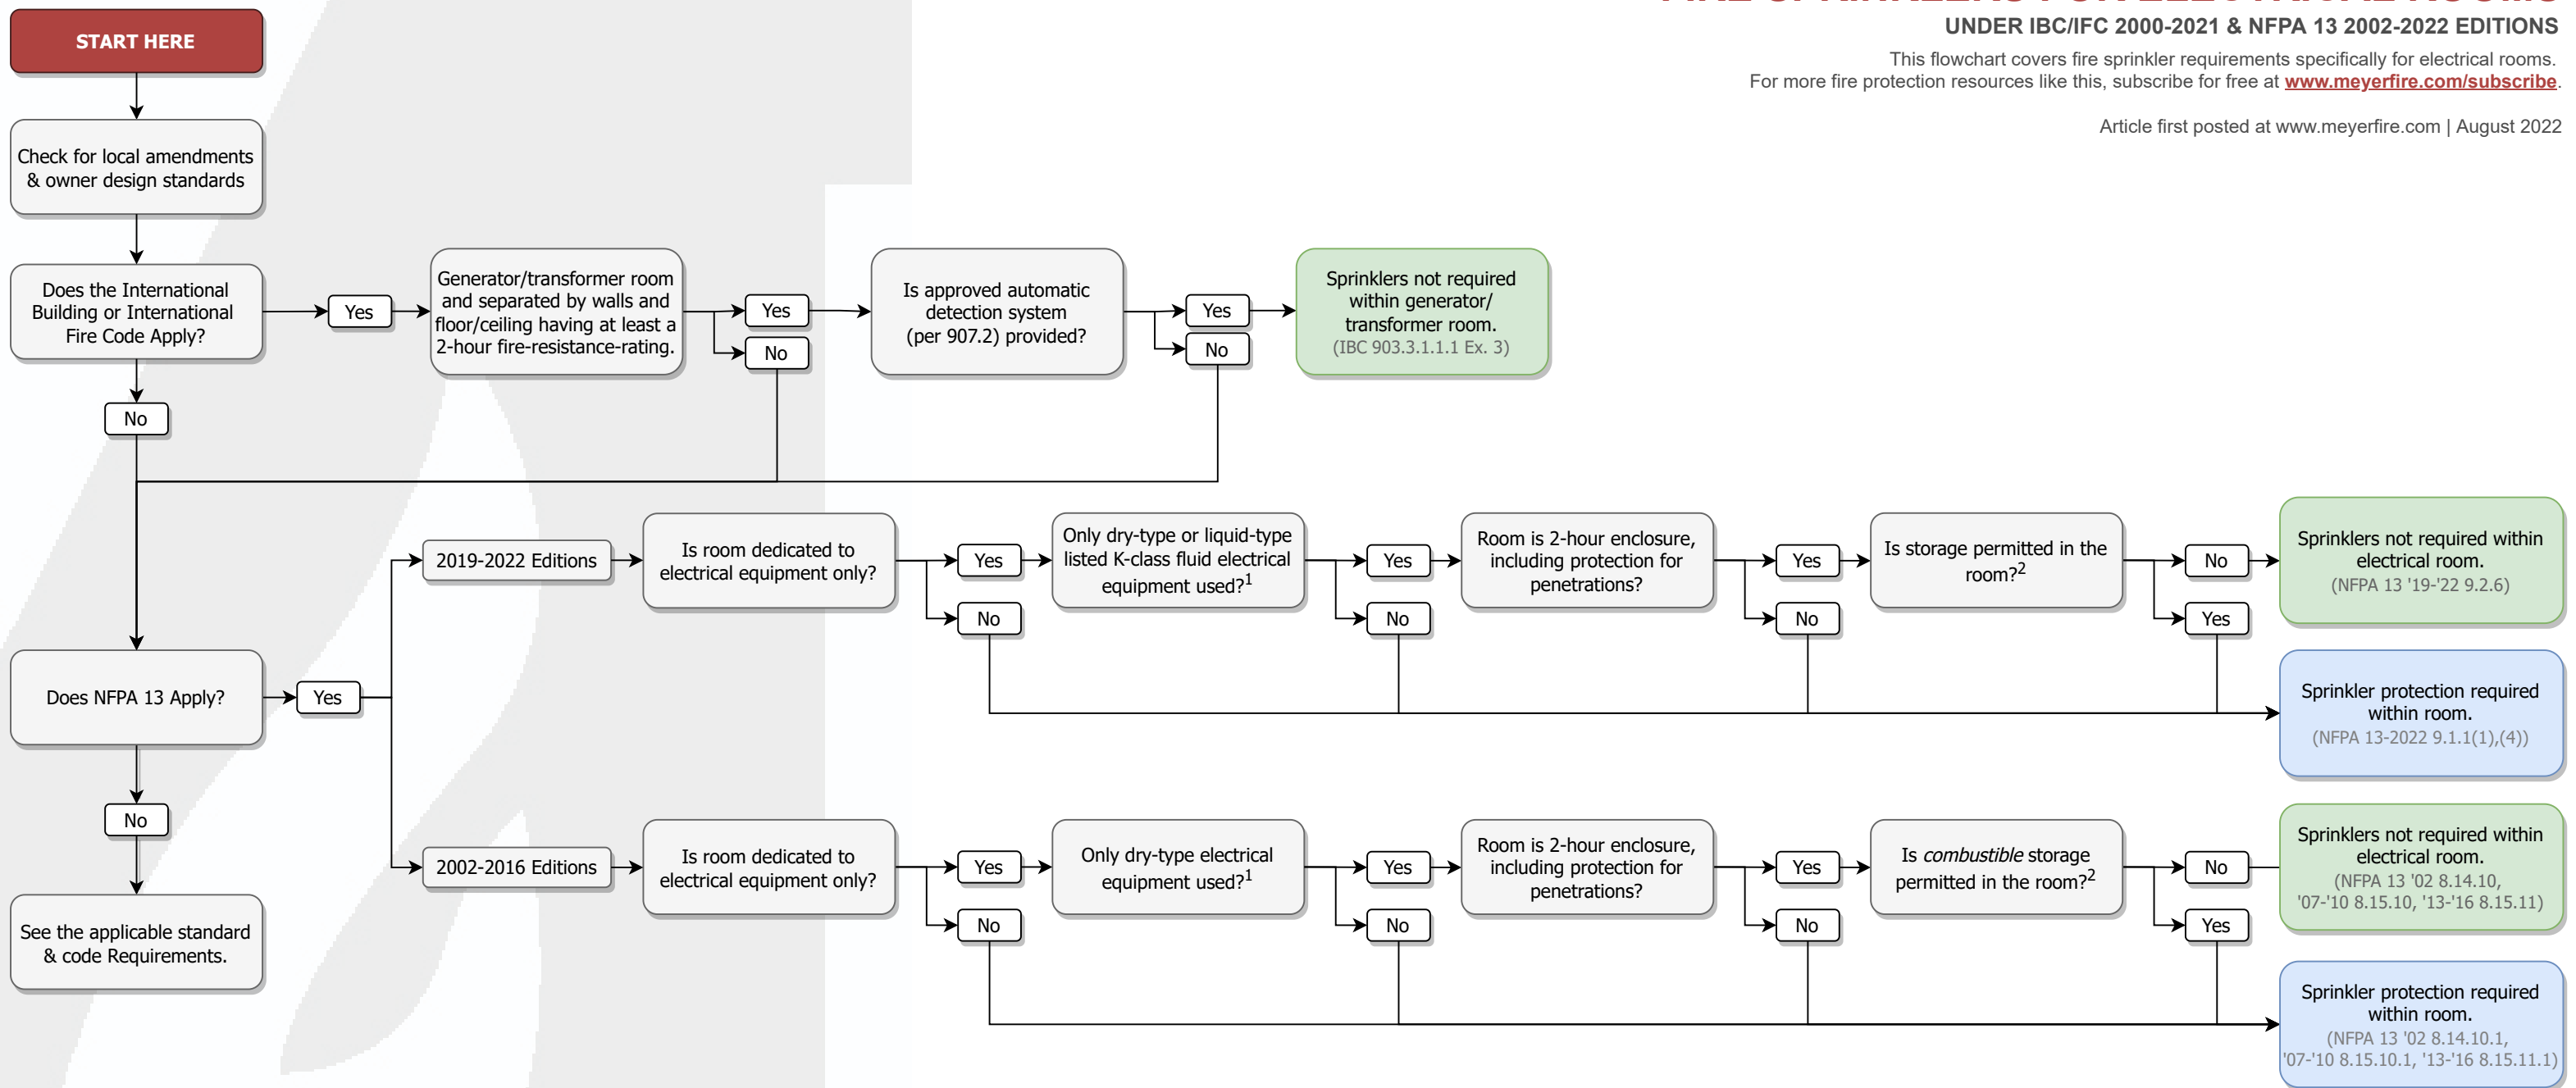 START HERE
UNDER IBC/IFC 2000-2021 & NFPA 13 2002-2022 EDITIONS
This flowchart covers fire sprinkler requirements specifically for electrical rooms.
For more fire protection resources like this, subscribe for free at www.meyerfire.com/subscribe.
Article first posted at www.meyerfire.com | August 2022
Check for local amendments
& owner design standards
Does the International
Building or International
Fire Code Apply?
Yes
Generator/transformer room
and separated by walls and
floor/ceiling having at least a
2-hour fire-resistance-rating.
Yes
No
Is approved automatic
detection system
(per 907.2) provided?
Yes
No
Sprinklers not required
within generator/
transformer room.
(IBC 903.3.1.1.1 Ex. 3)
No
2019-2022 Editions
Is room dedicated to
electrical equipment only?
Yes
No
Only dry-type or liquid-type
listed K-class fluid electrical
equipment used?1
Yes
No
Room is 2-hour enclosure,
including protection for
penetrations?
Yes
No
Is storage permitted in the
room?2
No
Yes
Sprinklers not required within
electrical room.
(NFPA 13 '19-'22 9.2.6)
Does NFPA 13 Apply?
Yes
Sprinkler protection required
within room.
(NFPA 13-2022 9.1.1(1),(4))
No
2002-2016 Editions
Is room dedicated to
electrical equipment only?
Yes
No
Only dry-type electrical
equipment used?1
Yes
No
Room is 2-hour enclosure,
including protection for
penetrations?
Yes
No
Is combustible storage
permitted in the room?2
No
Yes
Sprinklers not required within
electrical room.
(NFPA 13 '02 8.14.10,
'07-'10 8.15.10, '13-'16 8.15.11)
See the applicable standard
& code Requirements.
Sprinkler protection required
within room.
(NFPA 13 '02 8.14.10.1,
'07-'10 8.15.10.1, '13-'16 8.15.11.1)